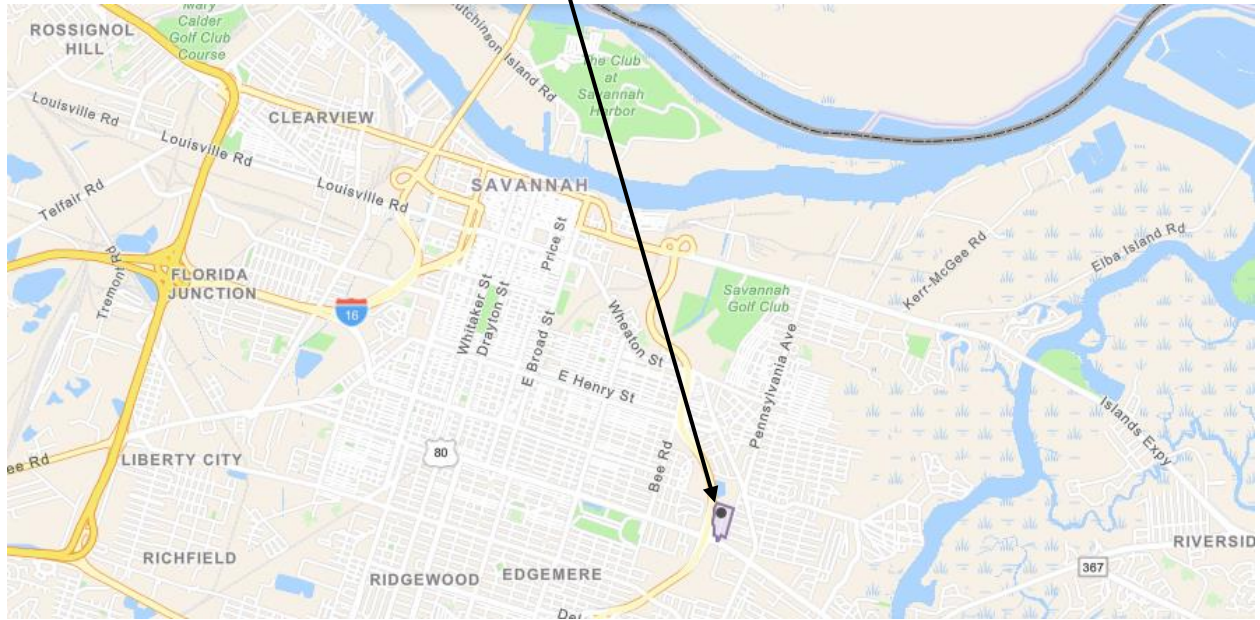 ROSSIGNOL
HILL
Mary
Calder
Golf Club
Course
Hutchinson Island Rd
The Club
at
Savannah
Harbor
Louisville Rd
CLEARVIEW
Louisville Rd
Louisville Rd
SAVANNAH
Telfair Rd
Tremont Rd
FLORIDA
JUNCTION
16
Whitaker St
Drayton St
Price St
E Broad St
Wheaton St
E Henry St
Savannah
Golf Club
Pennsylvania Ave
Kerr-McGee Rd
Elba Island Rd
Islands Expy
ee Rd
LIBERTY CITY
80
Bee Rd
RICHFIELD
RIDGEWOOD
EDGEMERE
RIVERSID
367